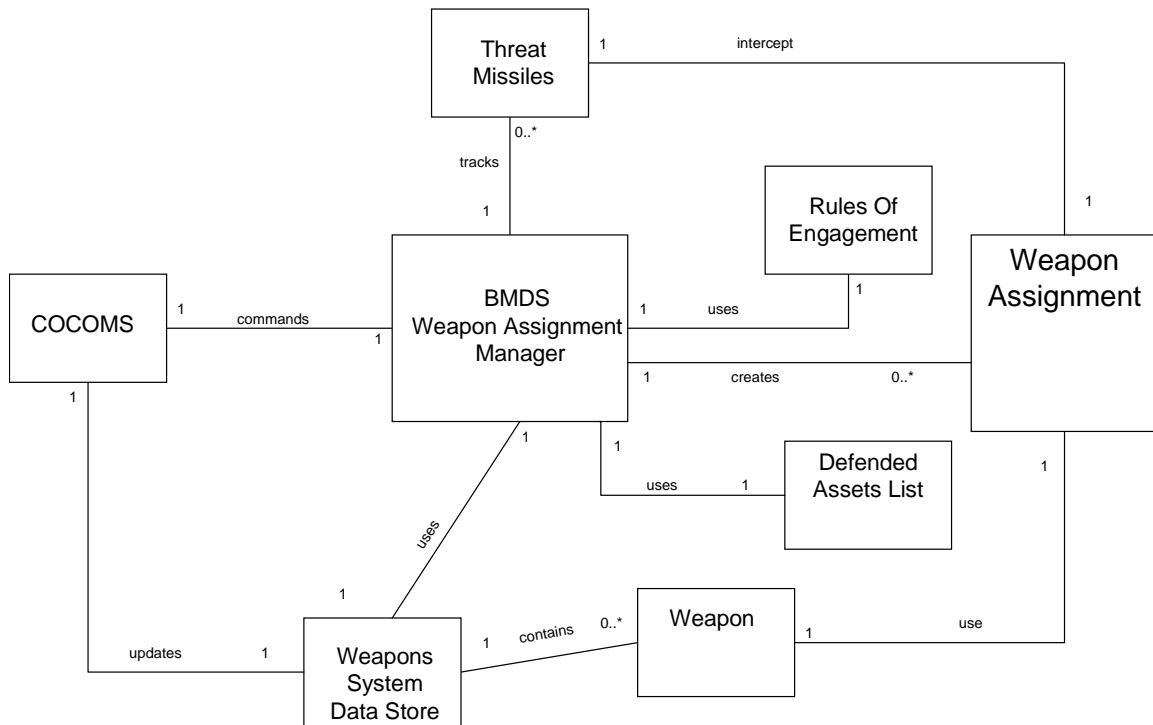 Threat
Missiles
1
intercept
0..*
tracks
1
Rules Of
Engagement
1
Weapon
Assignment
COCOMS
1
commands
1
BMDS
Weapon Assignment
Manager
1
uses
1
1
creates
0..*
1
1
1
Defended
Assets List
1
uses
1
uses
1
Weapons
System
Data Store
1
contains
0..*
Weapon
1
use
updates
1